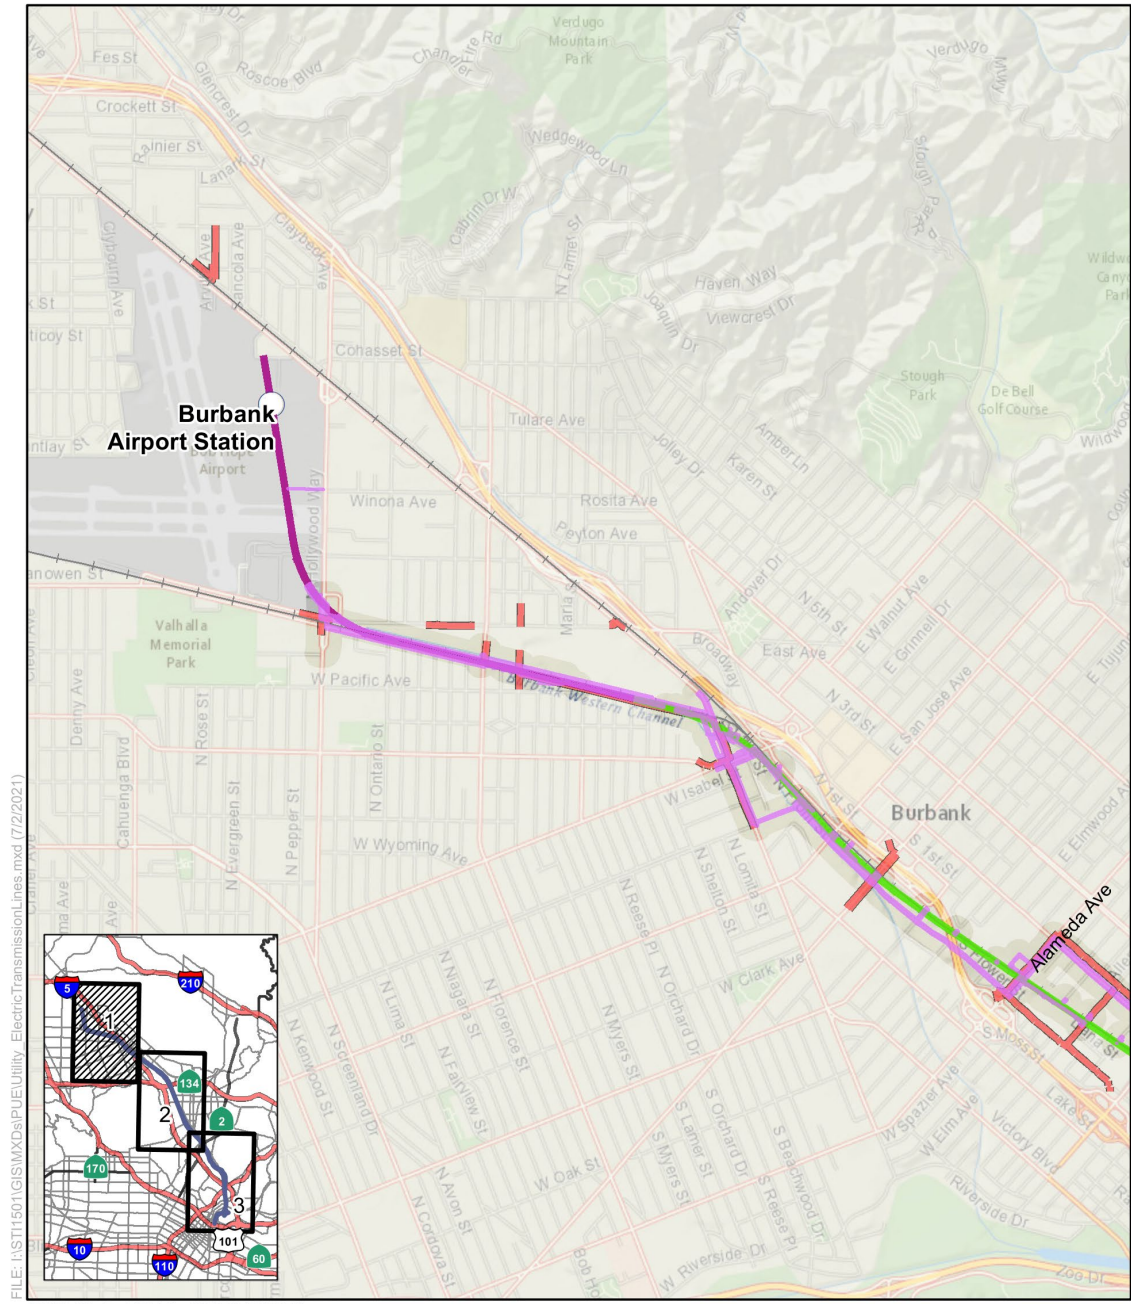 Verdugo
Mountain
Park
Chandler
Fire Rd
Verdugo
Mwy
Fes St
Roscoe Blvd
Glencrest Dr
Crockett St
Rainier St
Lanark St
Wedgewood Ln
Cabrini Dr W
N Lamer St
Claybeck Ave
Clybourn Ave
Haven Way
Joaquin Dr
Viewcrest Dr
Cohasset St
Stough
Park
De Bell
Golf Course
Burbank
Airport Station
Airport
Tulare Ave
Jolley Dr
Amber Ln
Karen St
Hollywood Way
Winona Ave
Rosita Ave
Peyton Ave
Andover Dr
Maria St
N 5th St
E Walnut Ave
E Grinnell Dr
Valhalla
Memorial
Park
Broadway
East Ave
W Pacific Ave
Burbank Western Channel
N 3rd St
E San Jose Ave
Denny Ave
N Rose St
N Ontario St
Cahuenga Blvd
N Evergreen St
N Pepper St
W Isabel
N 1st St
Burbank
S 1st St
W Wyoming Ave
N Lomita St
N Shelton St
N Reese Pl
Alameda Ave
S Flower St
W Clark Ave
N Niagara St
N Florence St
N Orchard Dr
N Lima St
N Myers St
N Kenwood St
N Screenland Dr
N Fairview St
S Moss St
W Spazier Ave
W Elm Ave
Lake St
Victory Blvd
S Orchard Dr
S Lamer St
S Myers St
S Beachwood Dr
S Reese Pl
W Oak St
N Avon St
N Cordova St
Riverside Dr
W Riverside Dr
Zoo Dr
5
210
1
134
2
2
170
3
101
10
110
60
FILE: I:\STI1501\GIS\MXDs\PUE\Utility_ElectricTransmissionLines.mxd (7/2/2021)